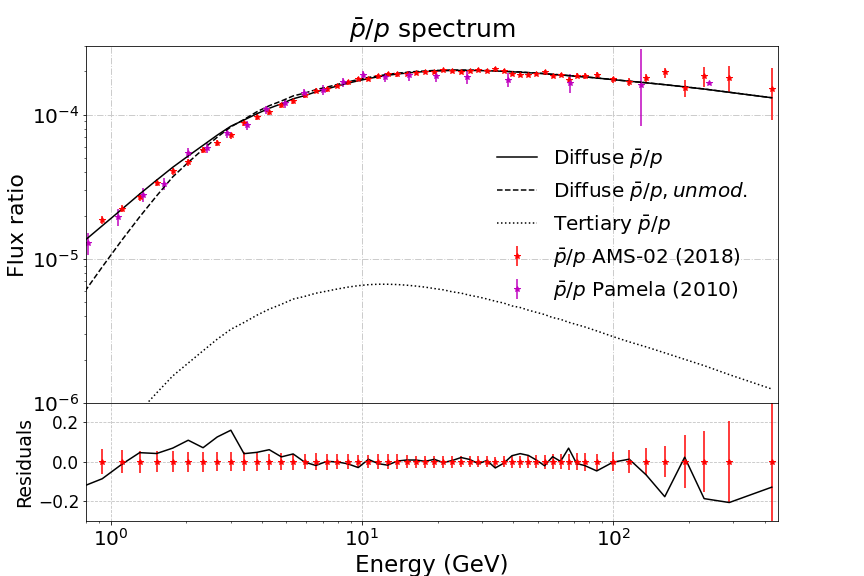 p̄/p spectrum
Flux ratio
10⁻⁴
10⁻⁵
10⁻⁶
Diffuse p̄/p
Diffuse p̄/p, unmod.
Tertiary p̄/p
p̄/p AMS-02 (2018)
p̄/p Pamela (2010)
Residuals
0.2
0.0
−0.2
10⁰ 10¹ 10²
Energy (GeV)